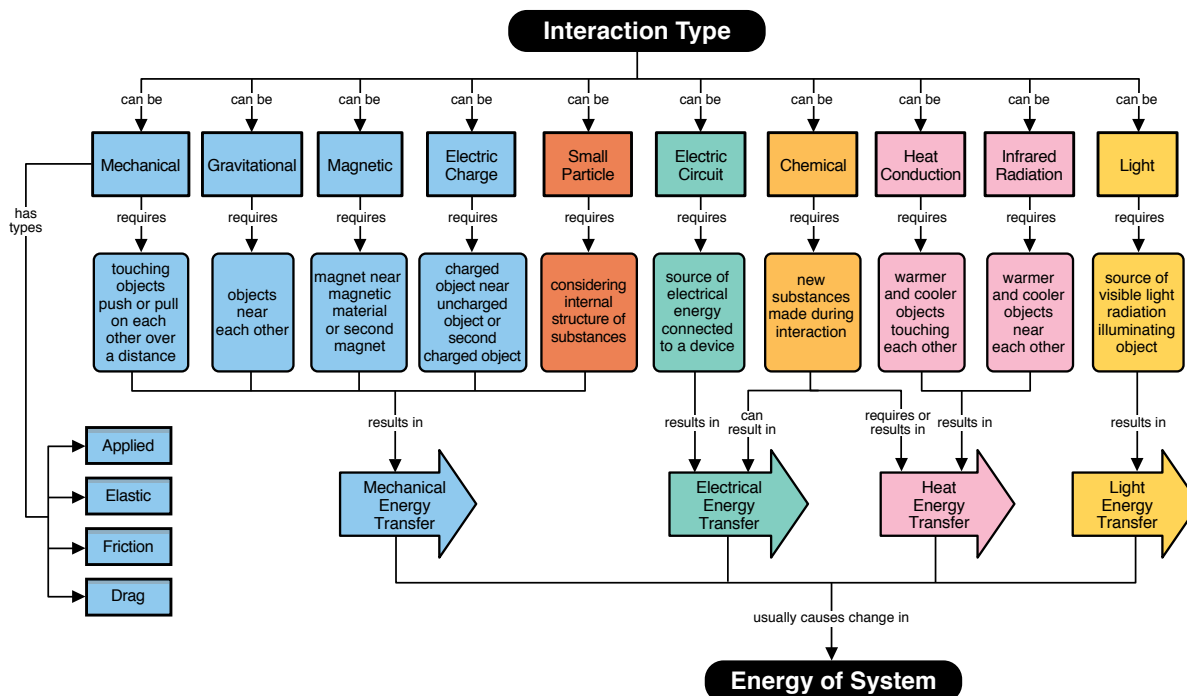 Interaction Type
can be
can be
can be
can be
can be
can be
can be
can be
can be
can be
Mechanical
Gravitational
Magnetic
Electric
Charge
Small
Particle
Electric
Circuit
Chemical
Heat
Conduction
Infrared
Radiation
Light
has
types
requires
requires
requires
requires
requires
requires
requires
requires
requires
requires
touching
objects
push or pull
on each
other over
a distance
objects
near
each other
magnet near
magnetic
material
or second
magnet
charged
object near
uncharged
object or
second
charged object
considering
internal
structure of
substances
source of
electrical
energy
connected
to a device
new
substances
made during
interaction
warmer
and cooler
objects
touching
each other
warmer
and cooler
objects
near
each other
source of
visible light
radiation
illuminating
object
results in
results in
can
result in
requires or
results in
results in
results in
Applied
Elastic
Friction
Drag
Mechanical
Energy
Transfer
Electrical
Energy
Transfer
Heat
Energy
Transfer
Light
Energy
Transfer
usually causes change in
Energy of System